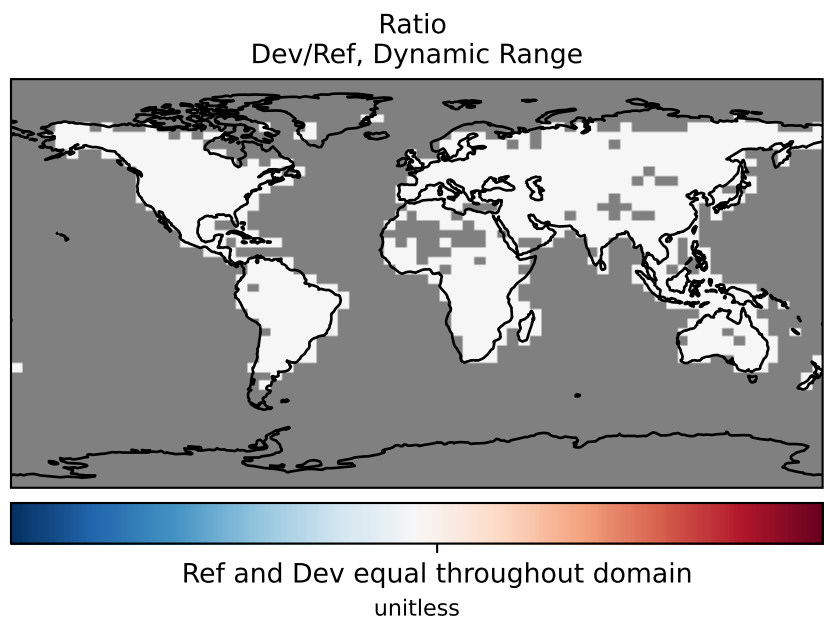 Ratio
Dev/Ref, Dynamic Range
Ref and Dev equal throughout domain
unitless